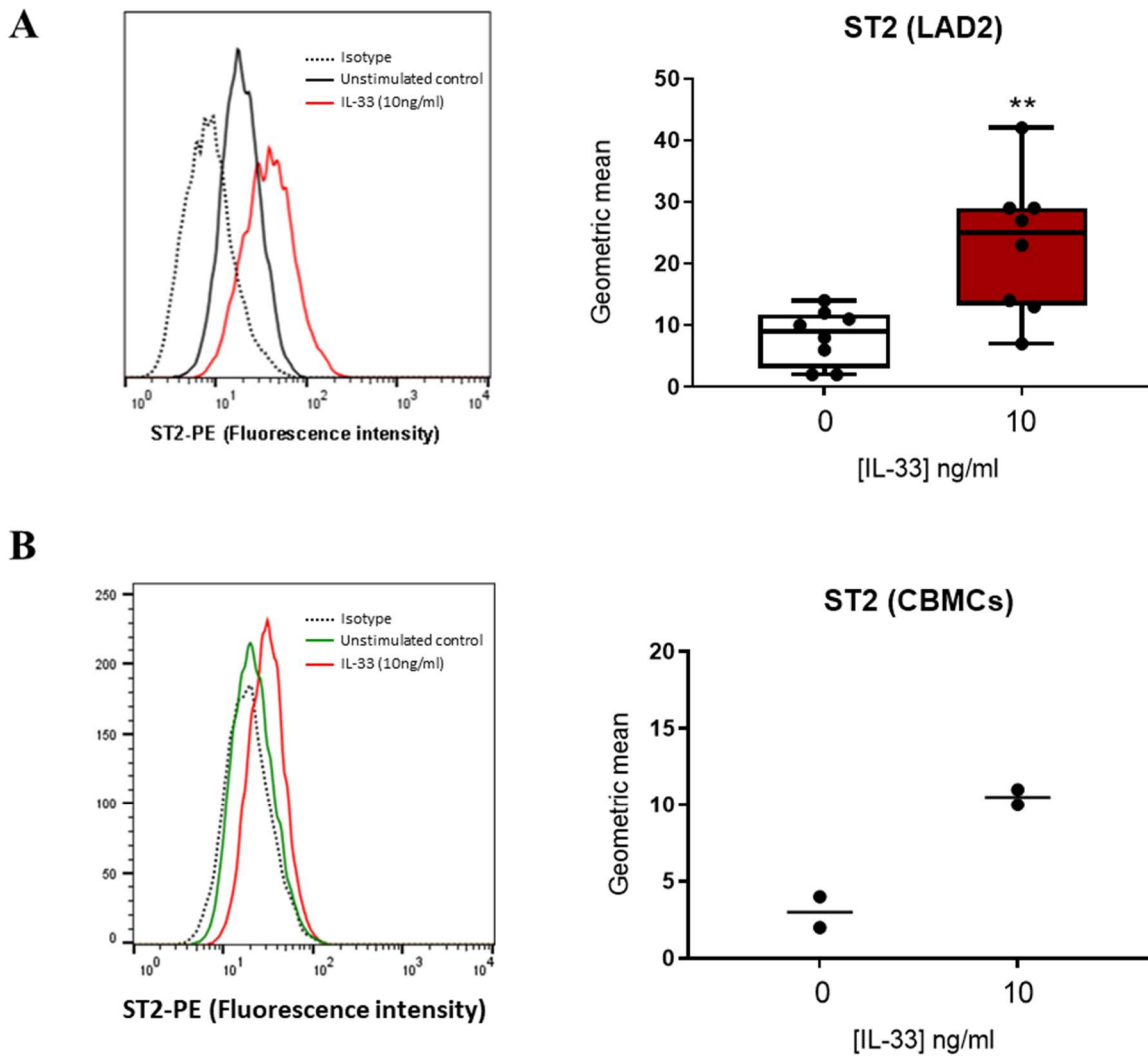 A
Isotype
Unstimulated control
IL-33 (10ng/ml)
10^0 10^1 10^2 10^3 10^4
ST2-PE (Fluorescence intensity)
ST2 (LAD2)
**
50
40
30
20
10
0
Geometric mean
0 10
[IL-33] ng/ml
B
Isotype
Unstimulated control
IL-33 (10ng/ml)
250
200
150
100
50
0
10^0 10^1 10^2 10^3 10^4
ST2-PE (Fluorescence intensity)
ST2 (CBMCs)
20
15
10
5
0
Geometric mean
0 10
[IL-33] ng/ml